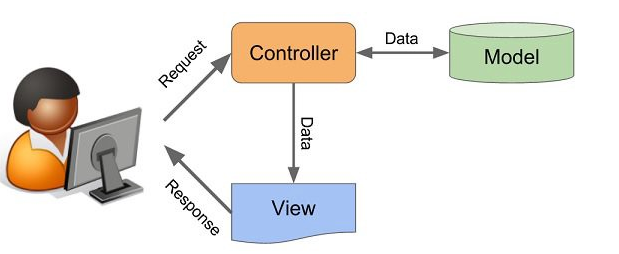 Request
Controller
Data
Model
Data
Response
View